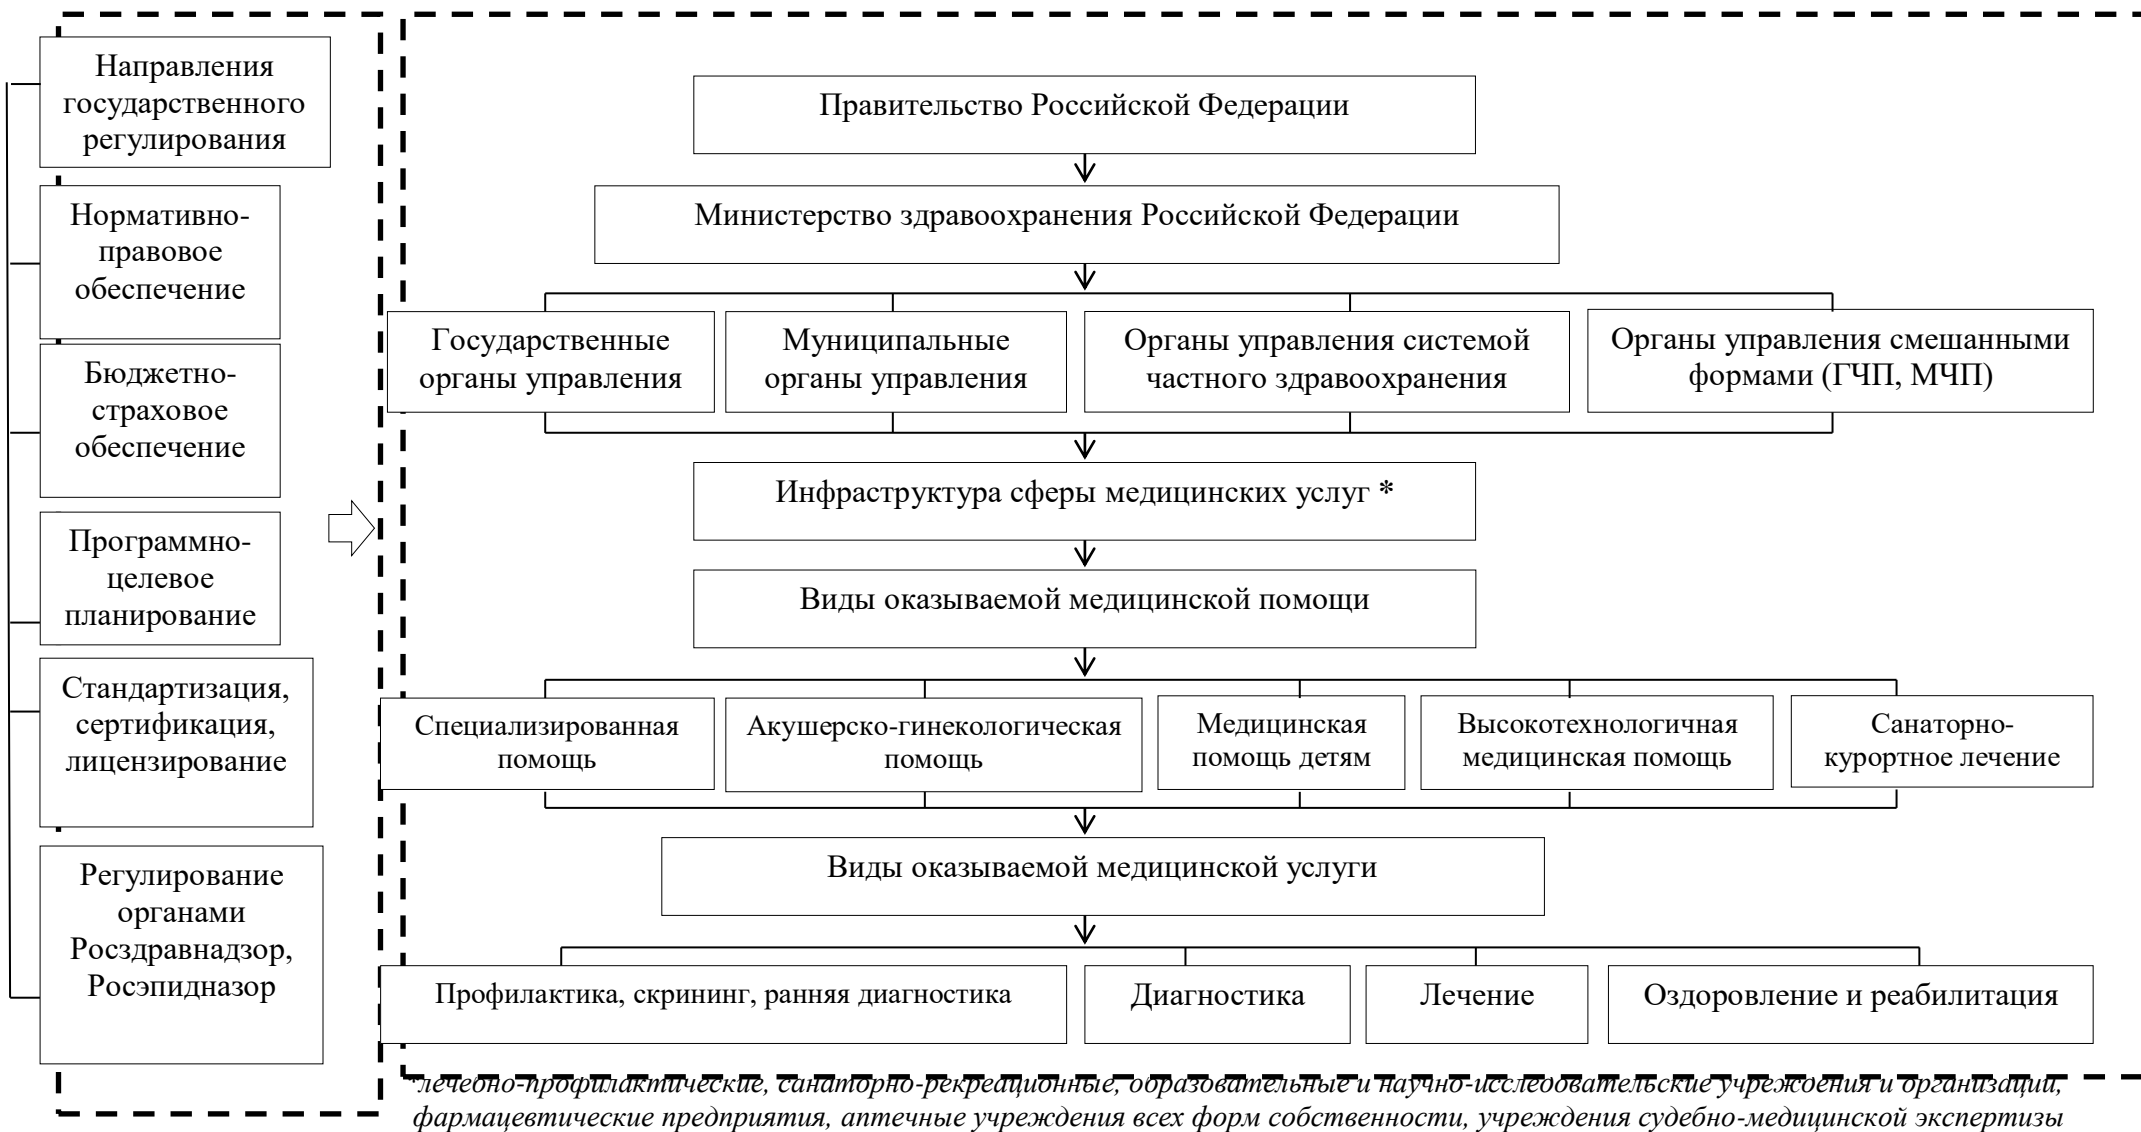 Направления
государственного
регулирования
Нормативно-
правовое
обеспечение
Бюджетно-
страховое
обеспечение
Программно-
целевое
планирование
Стандартизация,
сертификация,
лицензирование
Регулирование
органами
Росздравнадзор,
Росэпидназор
Правительство Российской Федерации
Министерство здравоохранения Российской Федерации
Государственные
органы управления
Муниципальные
органы управления
Органы управления системой
частного здравоохранения
Органы управления смешанными
формами (ГЧП, МЧП)
Инфраструктура сферы медицинских услуг *
Виды оказываемой медицинской помощи
Специализированная
помощь
Акушерско-гинекологическая
помощь
Медицинская
помощь детям
Высокотехнологичная
медицинская помощь
Санаторно-
курортное лечение
Виды оказываемой медицинской услуги
Профилактика, скрининг, ранняя диагностика
Диагностика
Лечение
Оздоровление и реабилитация
*лечебно-профилактические, санаторно-рекреационные, образовательные и научно-исследовательские учреждения и организации,
фармацевтические предприятия, аптечные учреждения всех форм собственности, учреждения судебно-медицинской экспертизы